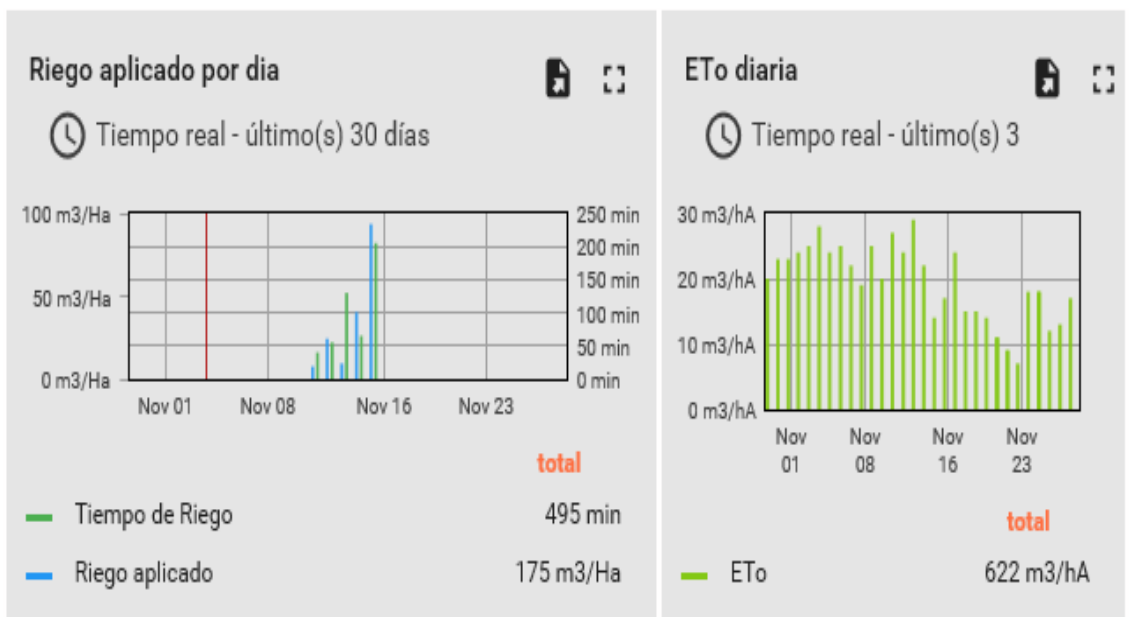 Riego aplicado por dia
Tiempo real - último(s) 30 días
100 m3/Ha
50 m3/Ha
0 m3/Ha
250 min
200 min
150 min
100 min
50 min
0 min
Nov 01 Nov 08 Nov 16 Nov 23
total
Tiempo de Riego 495 min
Riego aplicado 175 m3/Ha
ETo diaria
Tiempo real - último(s) 3
30 m3/hA
20 m3/hA
10 m3/hA
0 m3/hA
Nov Nov Nov Nov
01 08 16 23
total
ETo 622 m3/hA